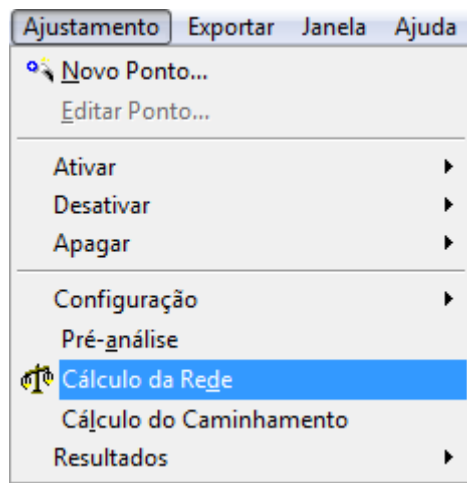 Ajustamento Exportar Janela Ajuda
Novo Ponto...
Editar Ponto...
Ativar
Desativar
Apagar
Configuração
Pré-análise
Cálculo da Rede
Cálculo do Caminhamento
Resultados